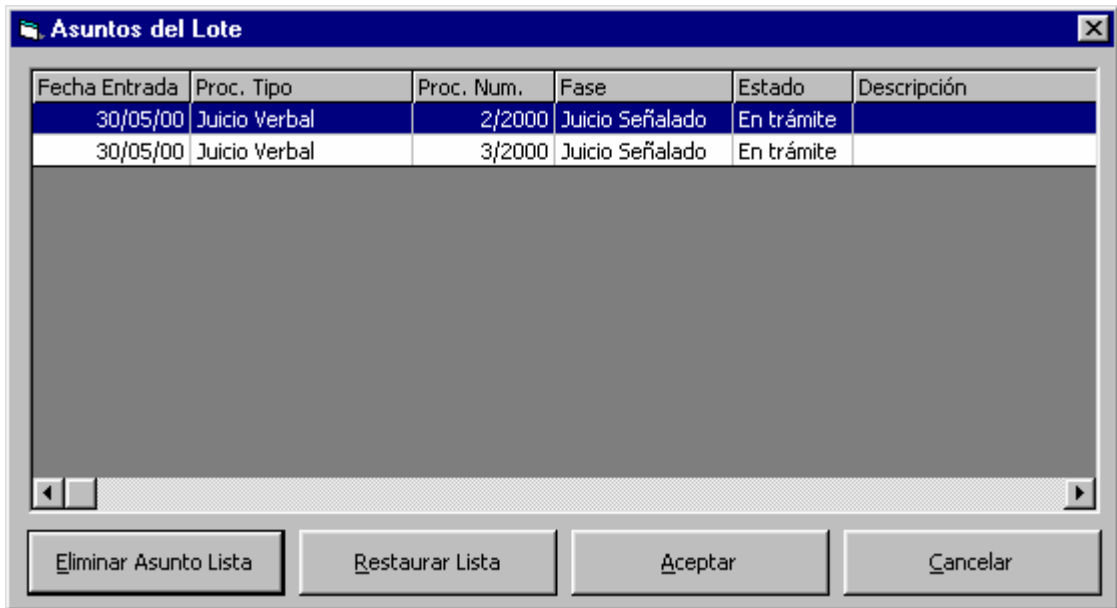 Asuntos del Lote
Fecha Entrada Proc. Tipo Proc. Num. Fase Estado Descripción
30/05/00 Juicio Verbal 2/2000 Juicio Señalado En trámite
30/05/00 Juicio Verbal 3/2000 Juicio Señalado En trámite
Eliminar Asunto Lista Restaurar Lista Aceptar Cancelar